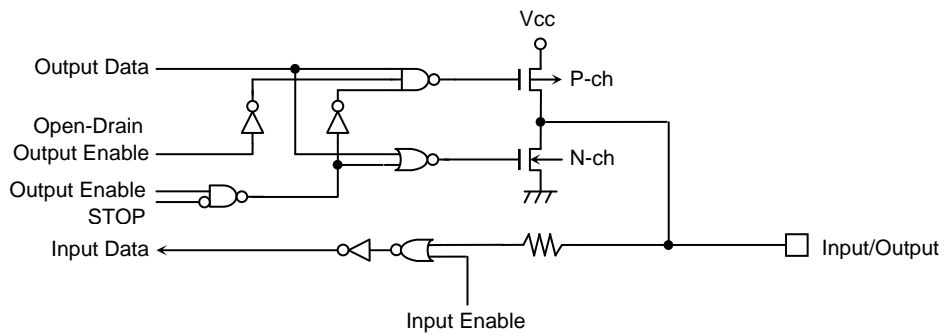 Vcc
Output Data
P-ch
Open-Drain
Output Enable
N-ch
Output Enable
STOP
Input Data
Input/Output
Input Enable